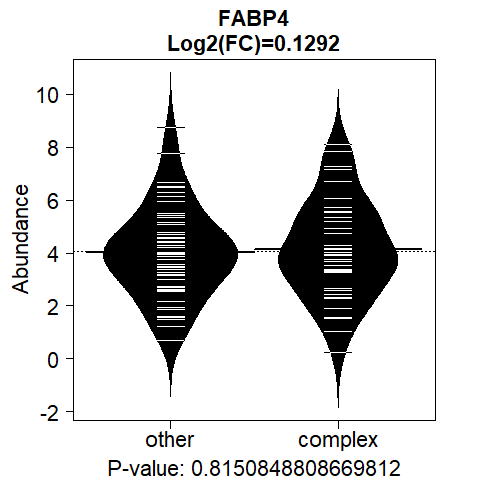 FABP4
Log2(FC)=0.1292
Abundance
10
8
6
4
2
0
-2
other complex
P-value: 0.8150848808669812